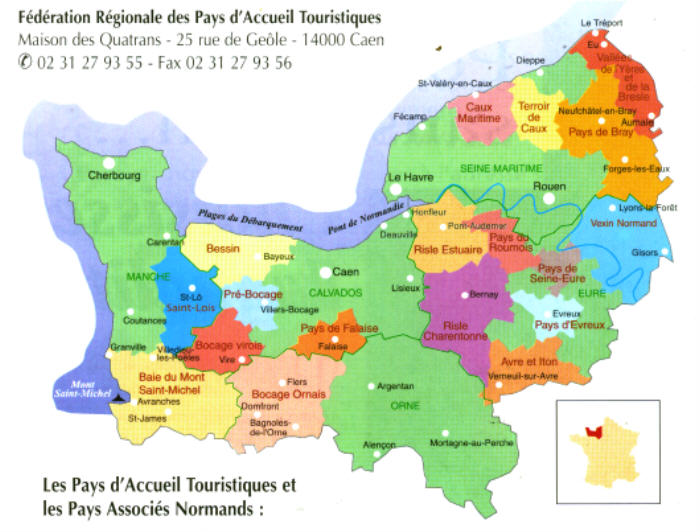 Fédération Régionale des Pays d'Accueil Touristiques
Maison des Quatrans - 25 rue de Geôle - 14000 Caen
✆ 02 31 27 93 55 - Fax 02 31 27 93 56
Le Tréport
Eu
Vallées
de l'Yères
et
de la
Bresle
Dieppe
St-Valéry-en-Caux
Caux
Maritime
Terroir
de
Caux
Neufchâtel-en-Bray
Aumale
Pays de Bray
Fécamp
Forges-les-Eaux
SEINE MARITIME
Le Havre
Rouen
Cherbourg
Plages du Débarquement
Pont de Normandie
Honfleur
Lyons-la-Forêt
Vexin Normand
Pont-Audemer
Deauville
Risle Estuaire
Pays du
Roumois
Gisors
Carentan
Bessin
Bayeux
Caen
MANCHE
Pays de
Seine-Eure
St-Lô
Saint-Lois
Pré-Bocage
CALVADOS
Lisieux
Bernay
EURE
Villers-Bocage
Evreux
Pays d'Evreux
Coutances
Pays de Falaise
Risle
Charentonne
Granville
Villedieu-
les-Poëles
Bocage virois
Vire
Falaise
Avre et Iton
Verneuil-sur-Avre
Mont
Saint-Michel
Baie du Mont
Saint-Michel
Avranches
St-James
Flers
Bocage Ornais
Domfront
Bagnoles-
de-l'Orne
Argentan
ORNE
Alençon
Mortagne-au-Perche
Les Pays d'Accueil Touristiques et
les Pays Associés Normands :